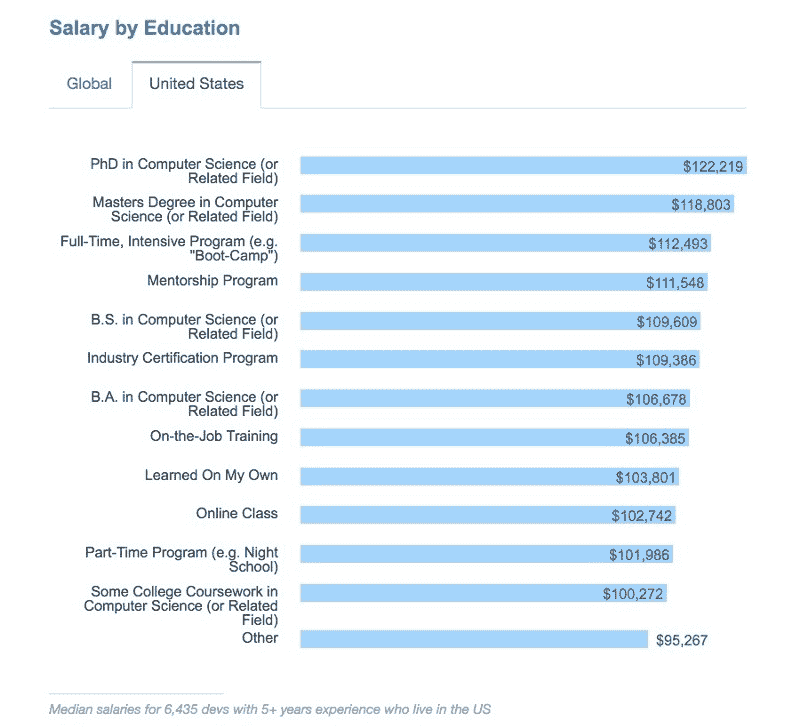 Salary by Education
Global
United States
PhD in Computer Science (or
Related Field)
$122,219
Masters Degree in Computer
Science (or Related Field)
$118,803
Full-Time, Intensive Program (e.g.
"Boot-Camp")
$112,493
Mentorship Program
$111,548
B.S. in Computer Science (or
Related Field)
$109,609
Industry Certification Program
$109,386
B.A. in Computer Science (or
Related Field)
$106,678
On-the-Job Training
$106,385
Learned On My Own
$103,801
Online Class
$102,742
Part-Time Program (e.g. Night
School)
$101,986
Some College Coursework in
Computer Science (or Related
Field)
$100,272
Other
$95,267
Median salaries for 6,435 devs with 5+ years experience who live in the US